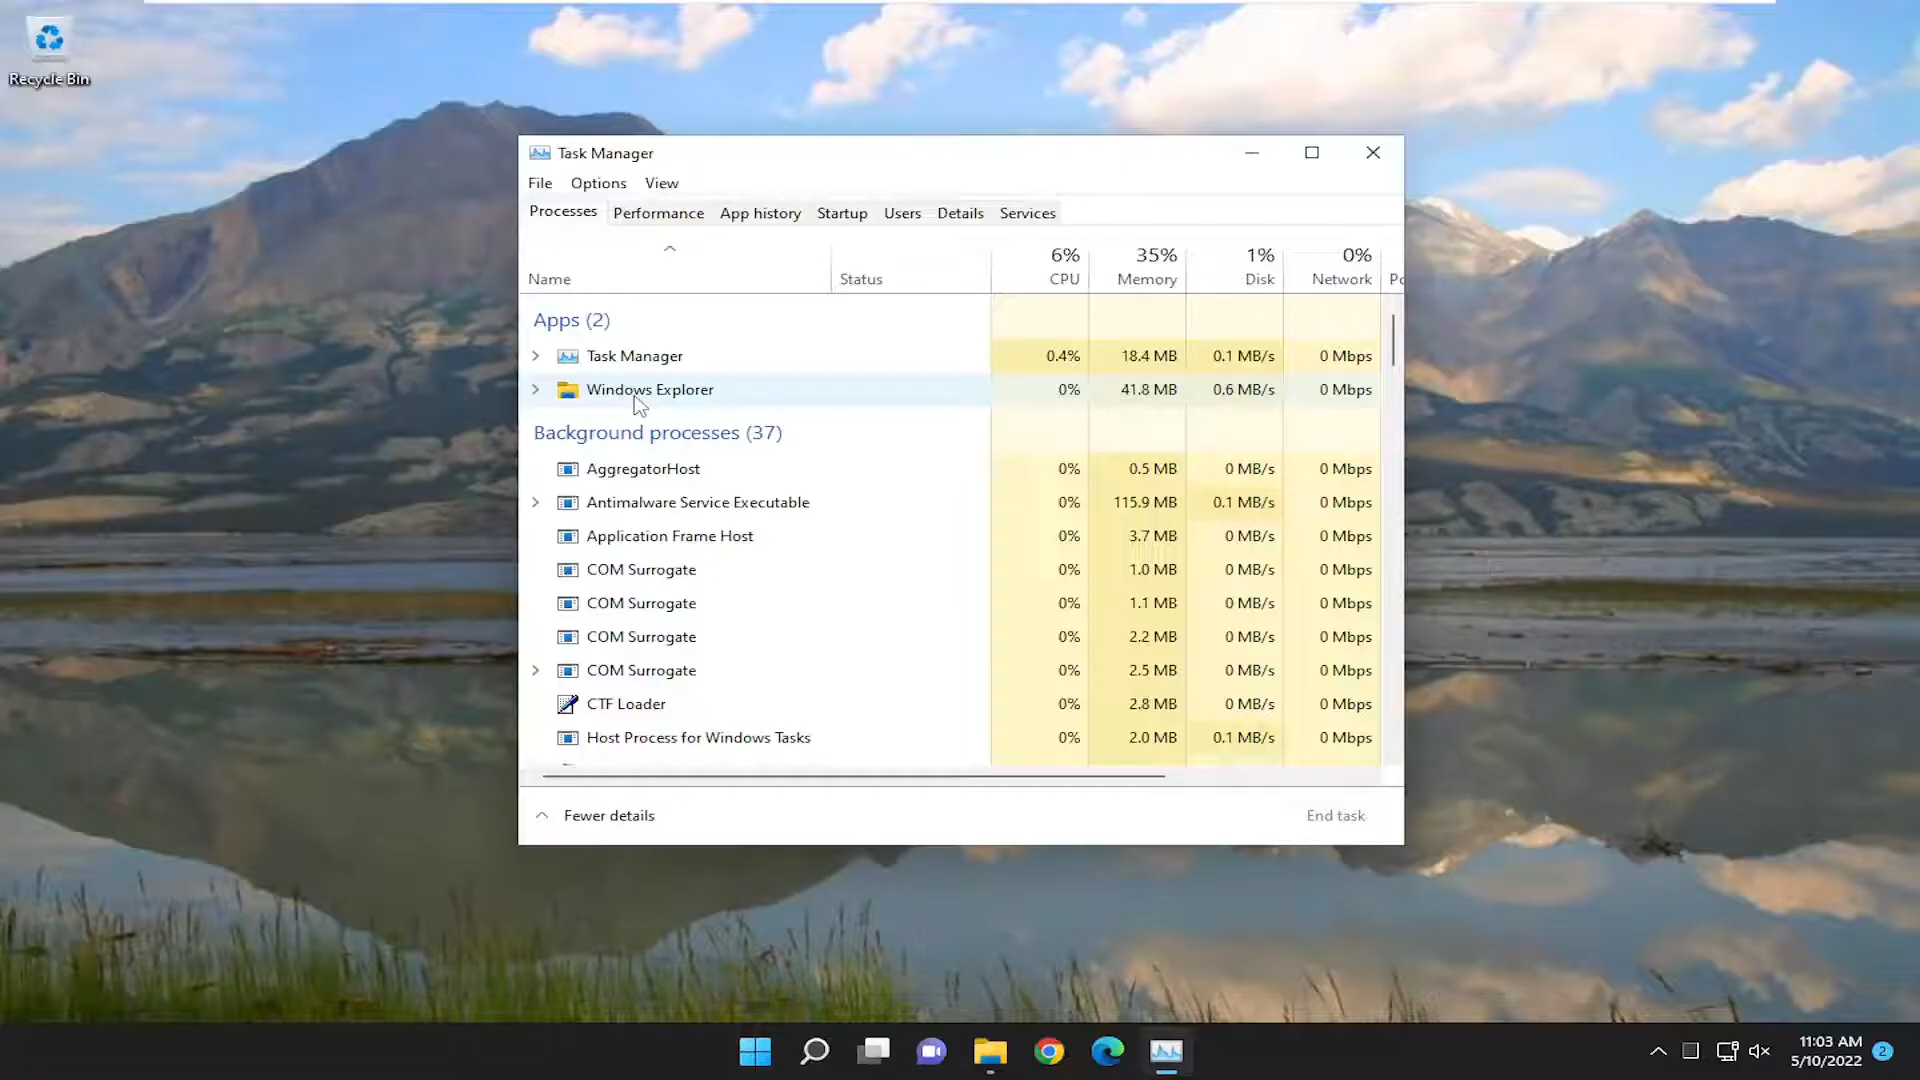 Recycle Bin
Task Manager
File Options View
Processes Performance App history Startup Users Details Services
6% 35% 1% 0%
Name Status CPU Memory Disk Network Pc
Apps (2)
Task Manager 0.4% 18.4 MB 0.1 MB/s 0 Mbps
Windows Explorer 0% 41.8 MB 0.6 MB/s 0 Mbps
Background processes (37)
AggregatorHost 0% 0.5 MB 0 MB/s 0 Mbps
Antimalware Service Executable 0% 115.9 MB 0.1 MB/s 0 Mbps
Application Frame Host 0% 3.7 MB 0 MB/s 0 Mbps
COM Surrogate 0% 1.0 MB 0 MB/s 0 Mbps
COM Surrogate 0% 1.1 MB 0 MB/s 0 Mbps
COM Surrogate 0% 2.2 MB 0 MB/s 0 Mbps
COM Surrogate 0% 2.5 MB 0 MB/s 0 Mbps
CTF Loader 0% 2.8 MB 0 MB/s 0 Mbps
Host Process for Windows Tasks 0% 2.0 MB 0.1 MB/s 0 Mbps
Fewer details End task
11:03 AM
5/10/2022 2